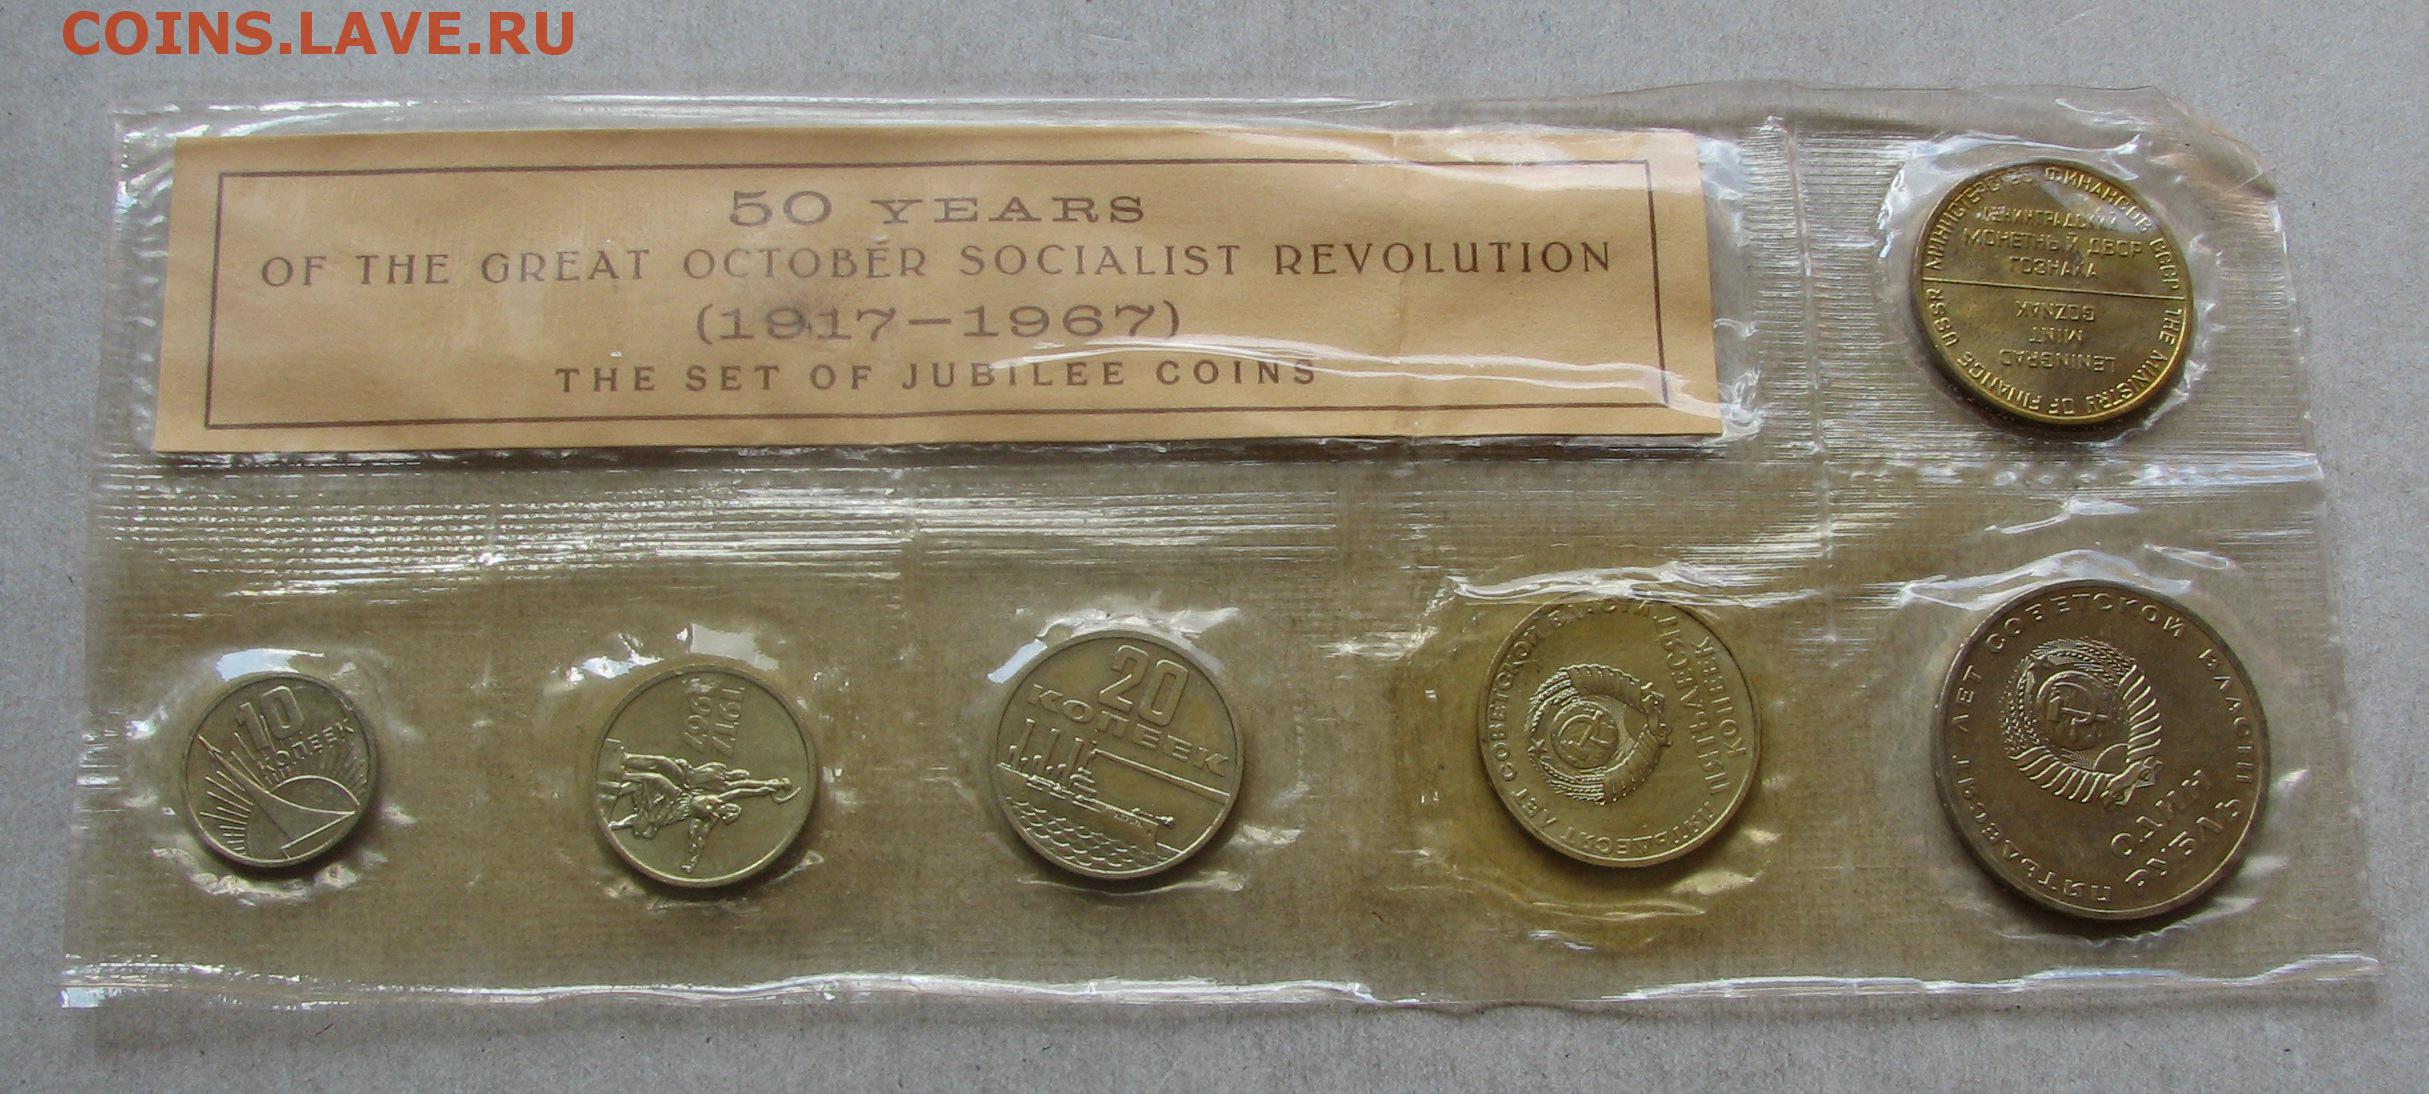 COINS.LAVE.RU
50 YEARS
OF THE GREAT OCTOBER SOCIALIST REVOLUTION
(1917–1967)
THE SET OF JUBILEE COINS
МИНИСТЕРСТВО ФИНАНСОВ СССР
ЛЕНИНГРАДСКИЙ
МОНЕТНЫЙ ДВОР
ГОЗНАКА
THE MINISTRY OF FINANCE USSR
LENINGRAD
MINT
GOZNAK
10
КОПЕЕК
1917
1967
20
КОПЕЕК
ПЯТЬДЕСЯТ ЛЕТ СОВЕТСКОЙ ВЛАСТИ
ПЯТЬДЕСЯТ
КОПЕЕК
ПЯТЬДЕСЯТ ЛЕТ СОВЕТСКОЙ ВЛАСТИ
ОДИН
РУБЛЬ